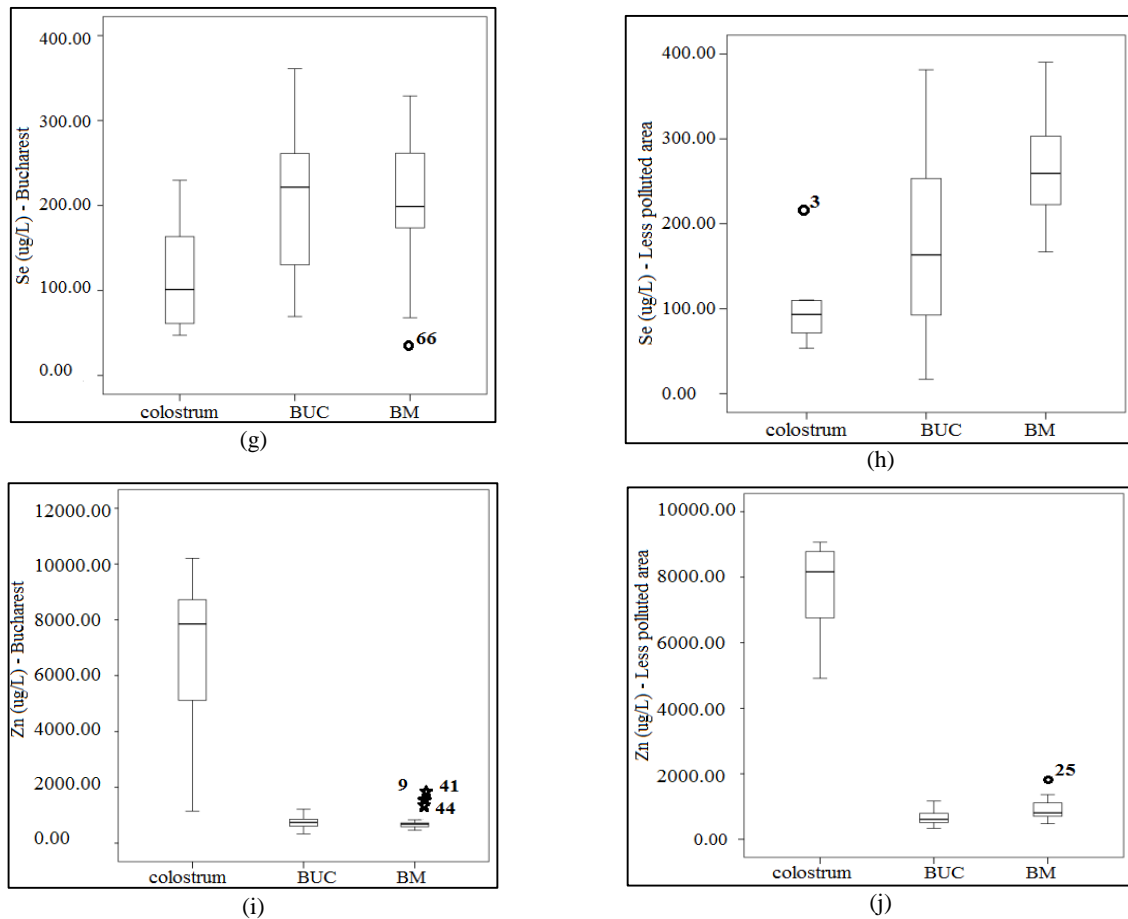 Se (ug/L) - Bucharest
400.00
300.00
200.00
100.00
0.00
66
colostrum BUC BM
(g)
Se (ug/L) - Less polluted area
400.00
300.00
200.00
100.00
0.00
3
colostrum BUC BM
(h)
Zn (ug/L) - Bucharest
12000.00
10000.00
8000.00
6000.00
4000.00
2000.00
0.00
9 41
44
colostrum BUC BM
(i)
Zn (ug/L) - Less polluted area
10000.00
8000.00
6000.00
4000.00
2000.00
0.00
25
colostrum BUC BM
(j)